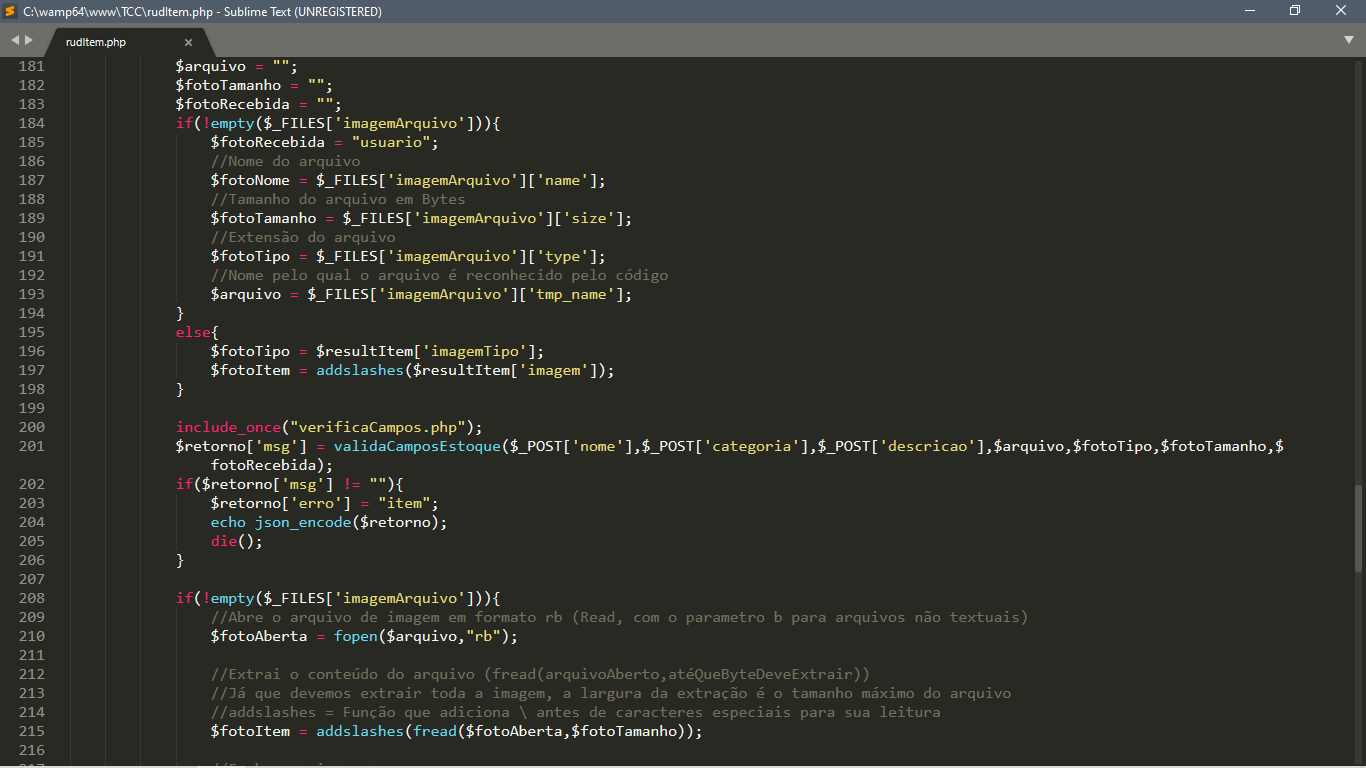 C:\wamp64\www\TCC\rudItem.php - Sublime Text (UNREGISTERED)
rudItem.php
181 $arquivo = "";
182 $fotoTamanho = "";
183 $fotoRecebida = "";
184 if(!empty($_FILES['imagemArquivo'])){
185 $fotoRecebida = "usuario";
186 //Nome do arquivo
187 $fotoNome = $_FILES['imagemArquivo']['name'];
188 //Tamanho do arquivo em Bytes
189 $fotoTamanho = $_FILES['imagemArquivo']['size'];
190 //Extensão do arquivo
191 $fotoTipo = $_FILES['imagemArquivo']['type'];
192 //Nome pelo qual o arquivo é reconhecido pelo código
193 $arquivo = $_FILES['imagemArquivo']['tmp_name'];
194 }
195 else{
196 $fotoTipo = $resultItem['imagemTipo'];
197 $fotoItem = addslashes($resultItem['imagem']);
198 }
199
200 include_once("verificaCampos.php");
201 $retorno['msg'] = validaCamposEstoque($_POST['nome'],$_POST['categoria'],$_POST['descricao'],$arquivo,$fotoTipo,$fotoTamanho,$
fotoRecebida);
202 if($retorno['msg'] != ""){
203 $retorno['erro'] = "item";
204 echo json_encode($retorno);
205 die();
206 }
207
208 if(!empty($_FILES['imagemArquivo'])){
209 //Abre o arquivo de imagem em formato rb (Read, com o parametro b para arquivos não textuais)
210 $fotoAberta = fopen($arquivo,"rb");
211
212 //Extrai o conteúdo do arquivo (fread(arquivoAberto,atéQueByteDeveExtrair))
213 //Já que devemos extrair toda a imagem, a largura da extração é o tamanho máximo do arquivo
214 //addslashes = Função que adiciona \ antes de caracteres especiais para sua leitura
215 $fotoItem = addslashes(fread($fotoAberta,$fotoTamanho));
216
217